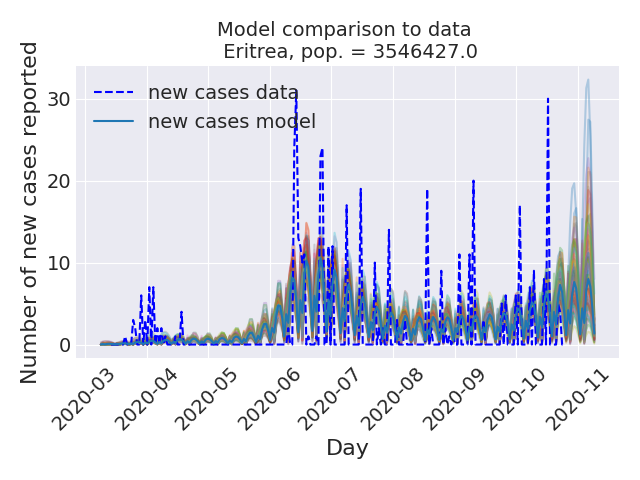 Model comparison to data
Eritrea, pop. = 3546427.0
Number of new cases reported
30
20
10
0
new cases data
new cases model
2020-03
2020-04
2020-05
2020-06
2020-07
2020-08
2020-09
2020-10
2020-11
Day